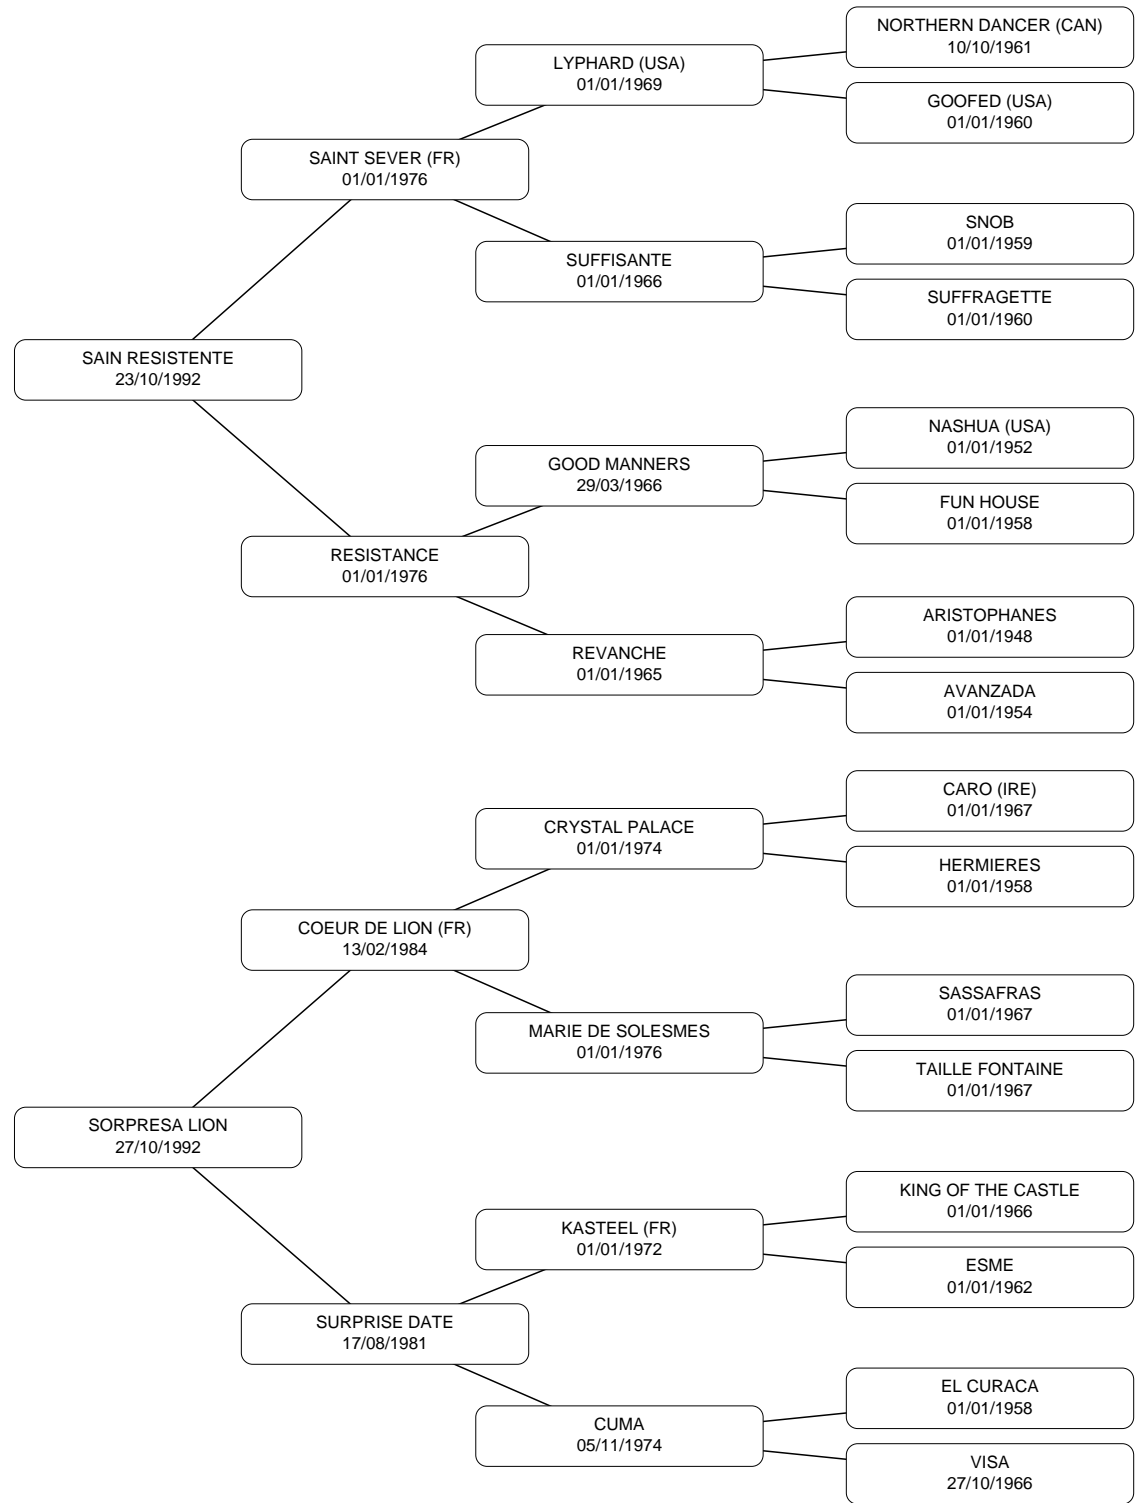 NORTHERN DANCER (CAN)
10/10/1961
LYPHARD (USA)
01/01/1969
GOOFED (USA)
01/01/1960
SAINT SEVER (FR)
01/01/1976
SNOB
01/01/1959
SUFFISANTE
01/01/1966
SUFFRAGETTE
01/01/1960
SAIN RESISTENTE
23/10/1992
NASHUA (USA)
01/01/1952
GOOD MANNERS
29/03/1966
FUN HOUSE
01/01/1958
RESISTANCE
01/01/1976
ARISTOPHANES
01/01/1948
REVANCHE
01/01/1965
AVANZADA
01/01/1954
CARO (IRE)
01/01/1967
CRYSTAL PALACE
01/01/1974
HERMIERES
01/01/1958
COEUR DE LION (FR)
13/02/1984
SASSAFRAS
01/01/1967
MARIE DE SOLESMES
01/01/1976
TAILLE FONTAINE
01/01/1967
SORPRESA LION
27/10/1992
KING OF THE CASTLE
01/01/1966
KASTEEL (FR)
01/01/1972
ESME
01/01/1962
SURPRISE DATE
17/08/1981
EL CURACA
01/01/1958
CUMA
05/11/1974
VISA
27/10/1966